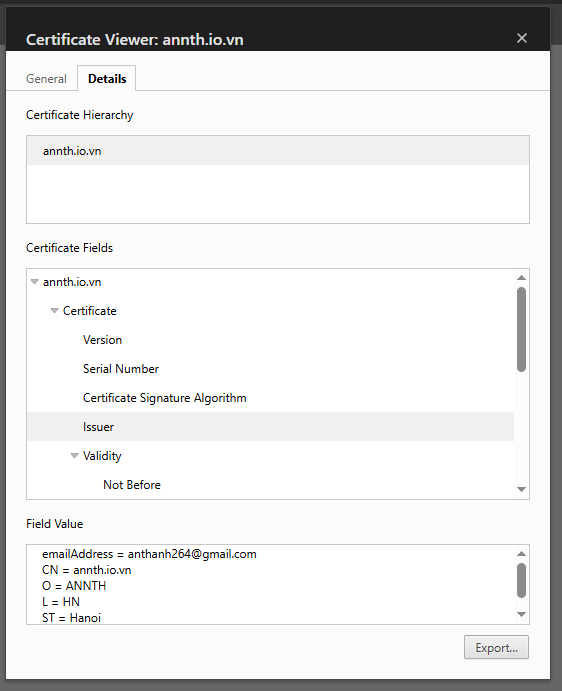 Certificate Viewer: annth.io.vn
General
Details
Certificate Hierarchy
annth.io.vn
Certificate Fields
annth.io.vn
Certificate
Version
Serial Number
Certificate Signature Algorithm
Issuer
Validity
Not Before
Field Value
emailAddress = anthanh264@gmail.com
CN = annth.io.vn
O = ANNTH
L = HN
ST = Hanoi
Export...